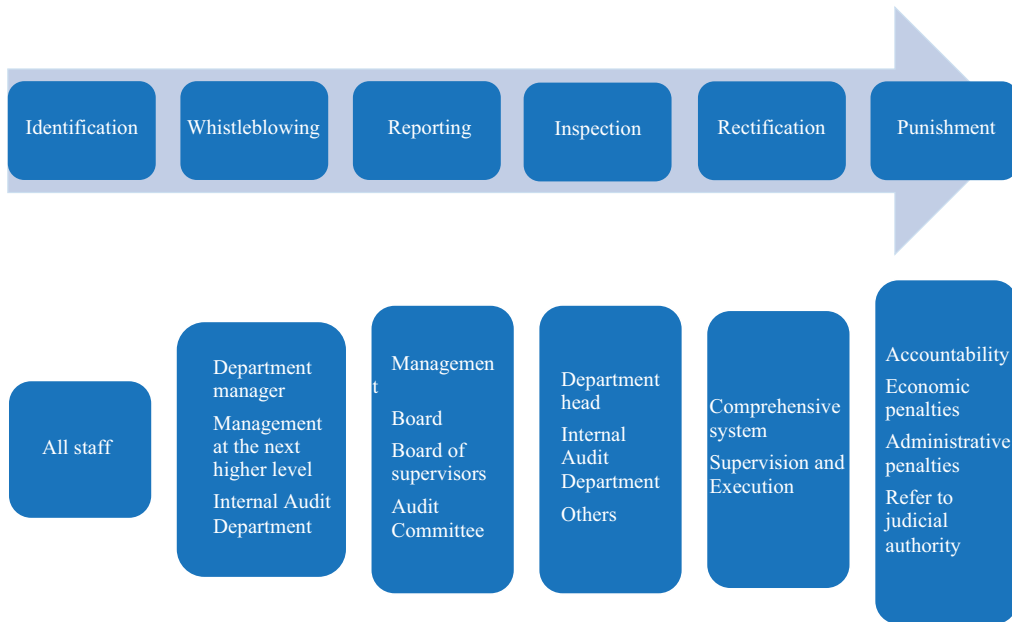 Identification
Whistleblowing
Reporting
Inspection
Rectification
Punishment
All staff
Department
manager
Management
at the next
higher level
Internal Audit
Department
Managemen
t
Board
Board of
supervisors
Audit
Committee
Department
head
Internal
Audit
Department
Others
Comprehensive
system
Supervision and
Execution
Accountability
Economic
penalties
Administrative
penalties
Refer to
judicial
authority